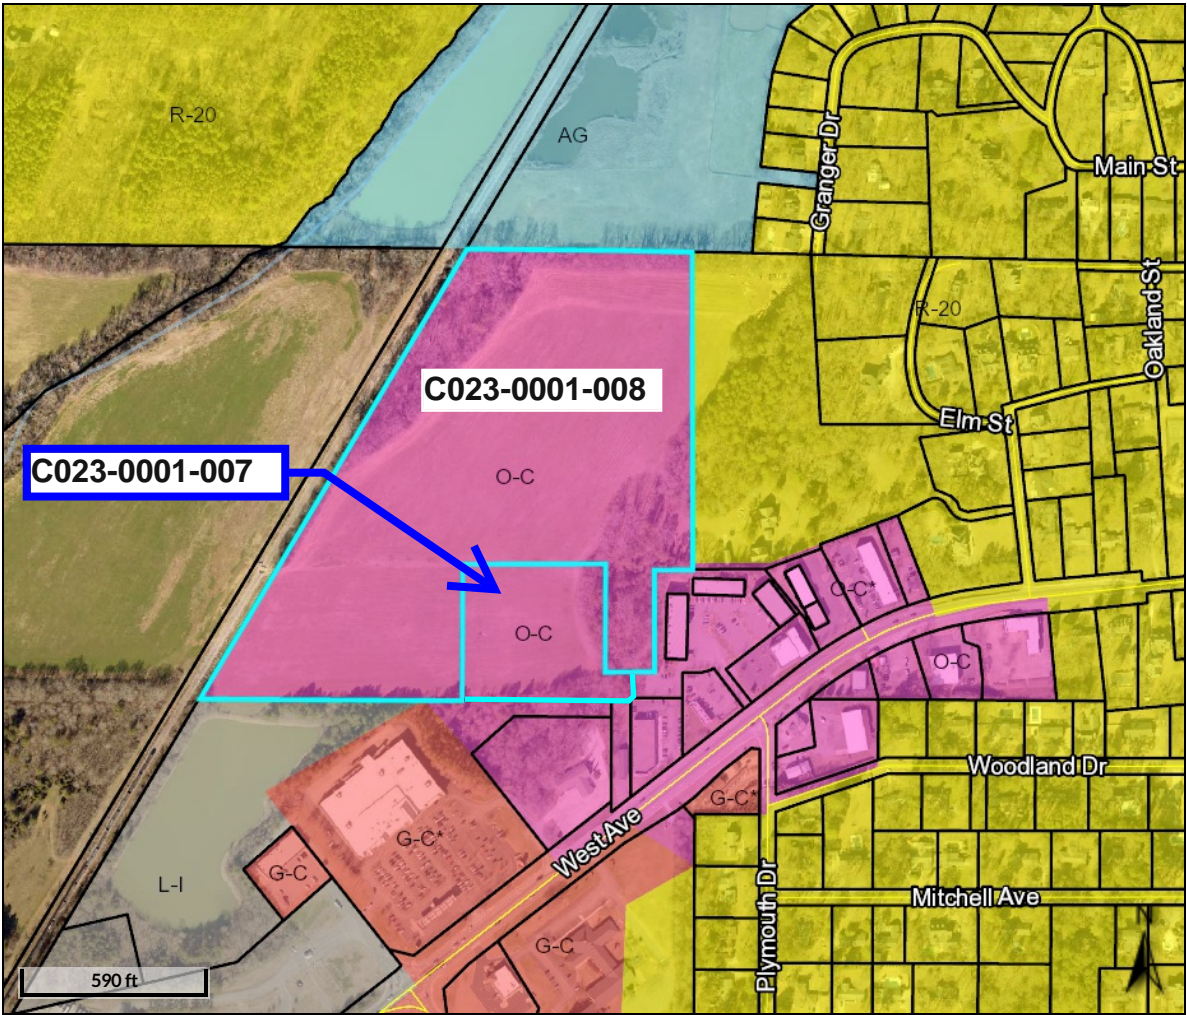 R-20
AG
Granger Dr
Main St
Oakland St
R-20
C023-0001-008
Elm St
C023-0001-007
O-C
O-C*
O-C
O-C
Woodland Dr
G-C*
West Ave
G-C*
G-C
L-I
Plymouth Dr
Mitchell Ave
G-C
590 ft